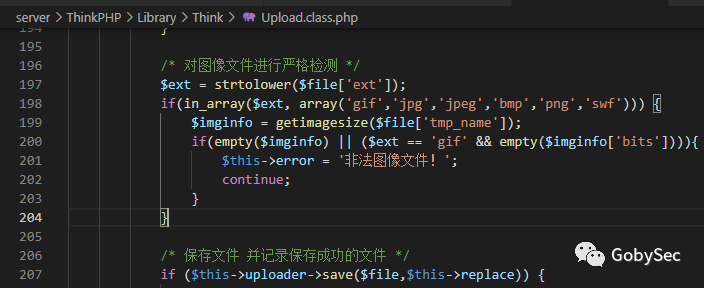 server > ThinkPHP > Library > Think > Upload.class.php
194 }
195
196 /* 对图像文件进行严格检测 */
197 $ext = strtolower($file['ext']);
198 if(in_array($ext, array('gif','jpg','jpeg','bmp','png','swf'))) {
199 $imginfo = getimagesize($file['tmp_name']);
200 if(empty($imginfo) || ($ext == 'gif' && empty($imginfo['bits']))){
201 $this->error = '非法图像文件！';
202 continue;
203 }
204 }
205
206 /* 保存文件 并记录保存成功的文件 */
207 if ($this->uploader->save($file,$this->replace)) {
GobySec